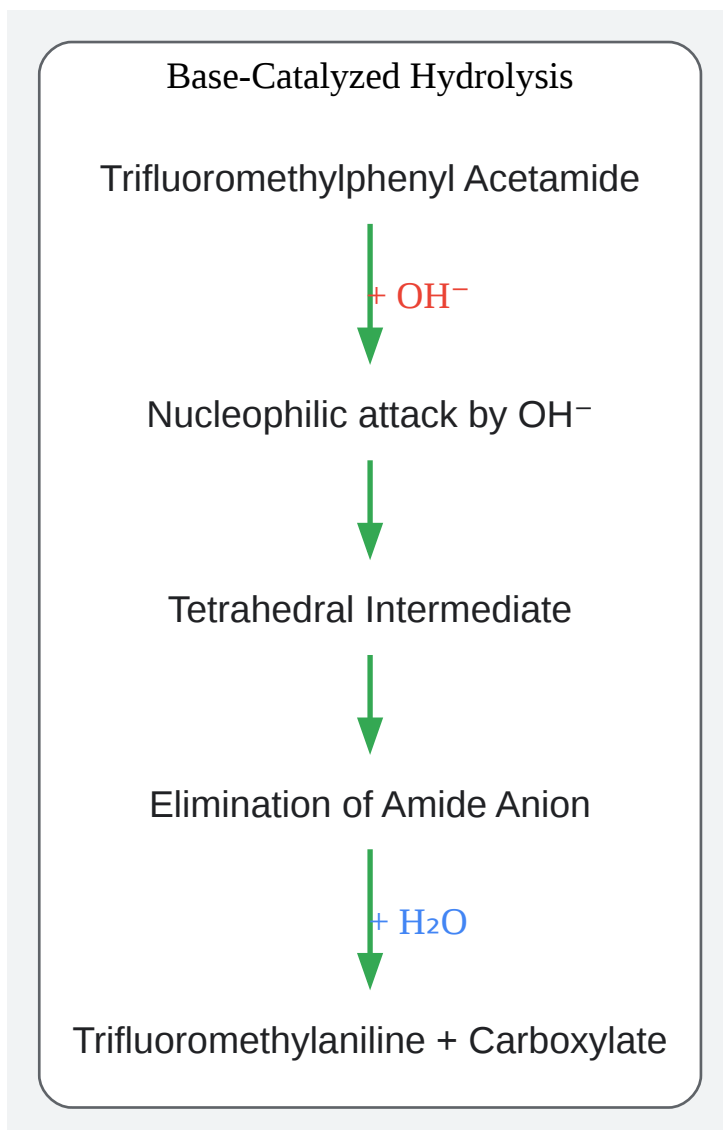 Base-Catalyzed Hydrolysis
Trifluoromethylphenyl Acetamide
+ OH⁻
Nucleophilic attack by OH⁻
Tetrahedral Intermediate
Elimination of Amide Anion
+ H₂O
Trifluoromethylaniline + Carboxylate